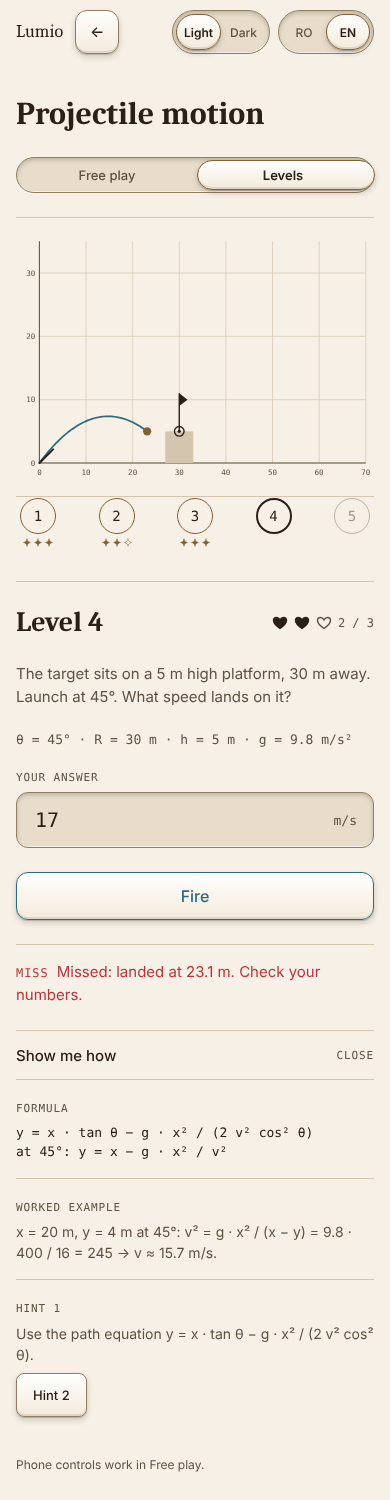 Lumio
←
Light
Dark
RO
EN
Projectile motion
Free play
Levels
30
20
10
0
0 10 20 30 40 50 60 70
1 2 3 4 5
✦✦✦ ✦✦✧ ✦✦✦
Level 4
2 / 3
The target sits on a 5 m high platform, 30 m away.
Launch at 45°. What speed lands on it?
θ = 45° · R = 30 m · h = 5 m · g = 9.8 m/s²
YOUR ANSWER
17 m/s
Fire
MISS Missed: landed at 23.1 m. Check your
numbers.
Show me how
CLOSE
FORMULA
y = x · tan θ − g · x² / (2 v² cos² θ)
at 45°: y = x − g · x² / v²
WORKED EXAMPLE
x = 20 m, y = 4 m at 45°: v² = g · x² / (x − y) = 9.8 ·
400 / 16 = 245 → v ≈ 15.7 m/s.
HINT 1
Use the path equation y = x · tan θ − g · x² / (2 v² cos²
θ).
Hint 2
Phone controls work in Free play.